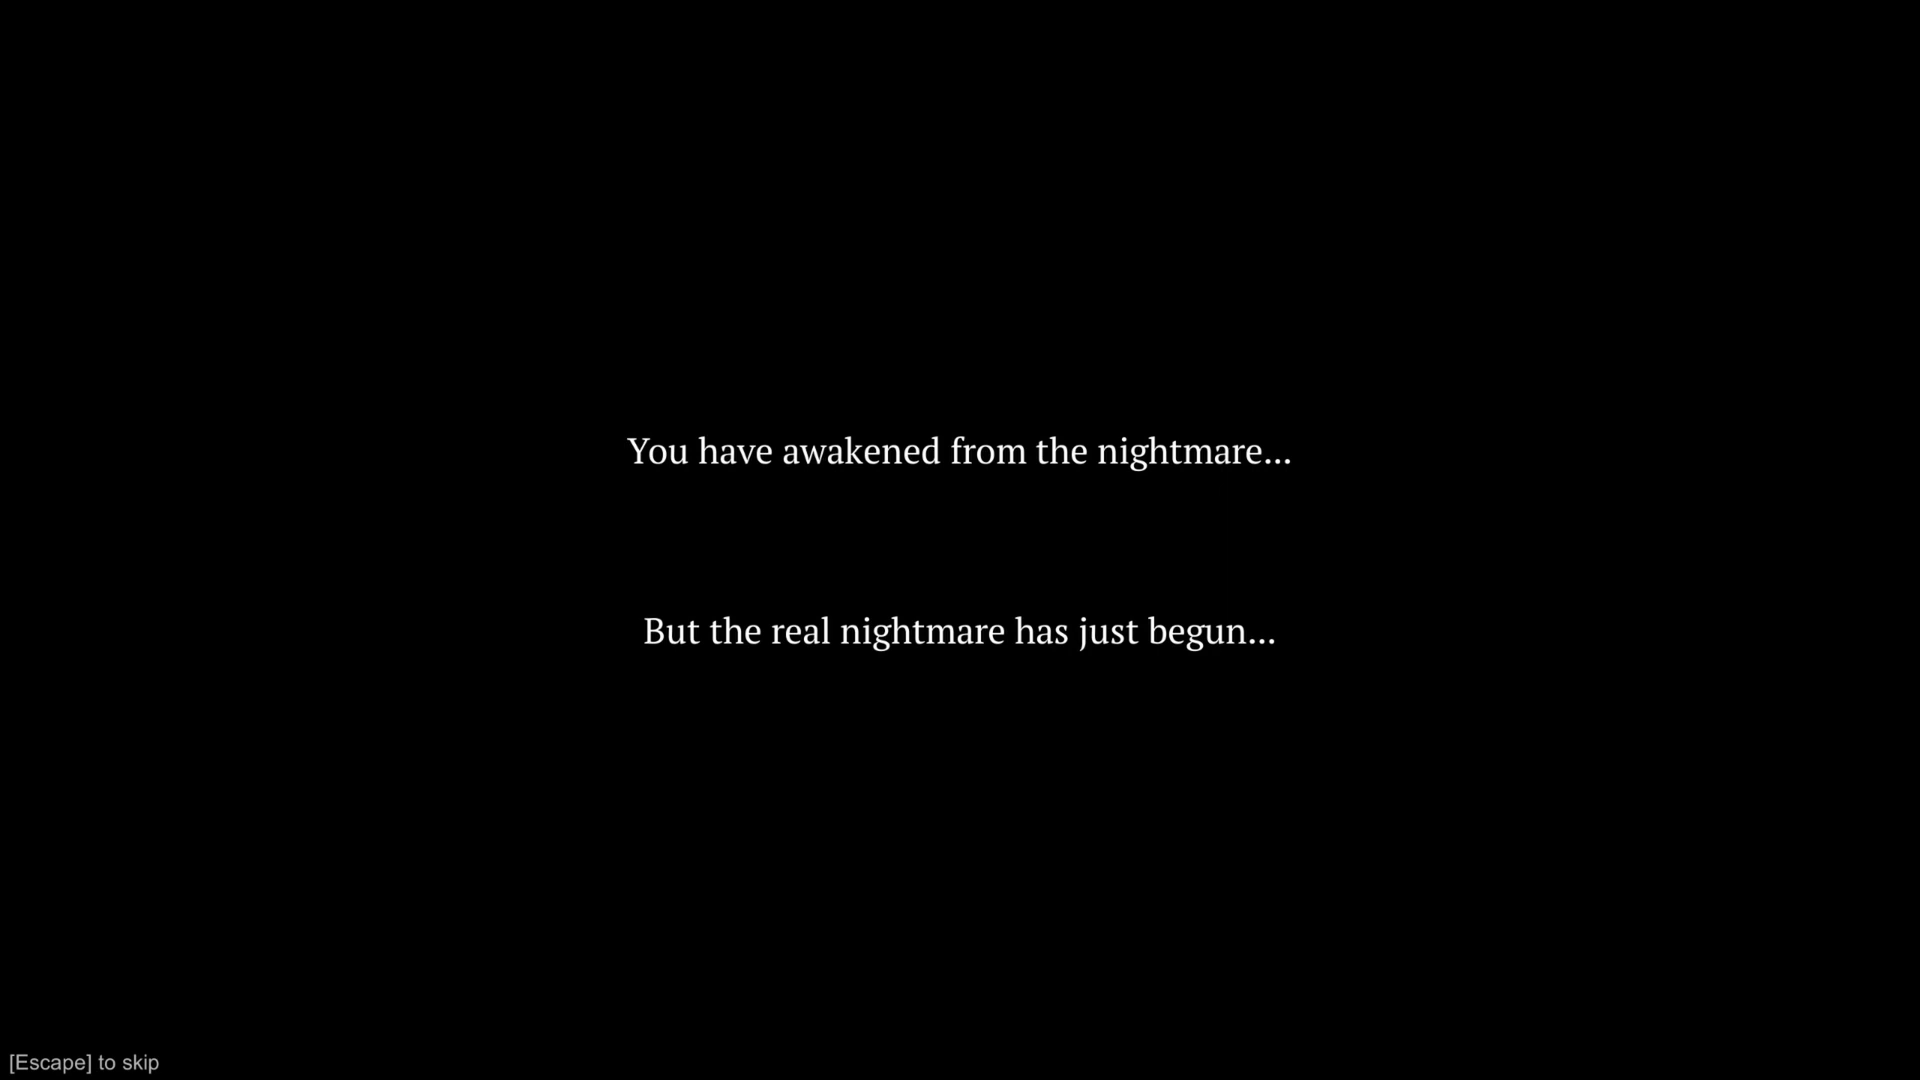 You have awakened from the nightmare...
But the real nightmare has just begun...
[Escape] to skip